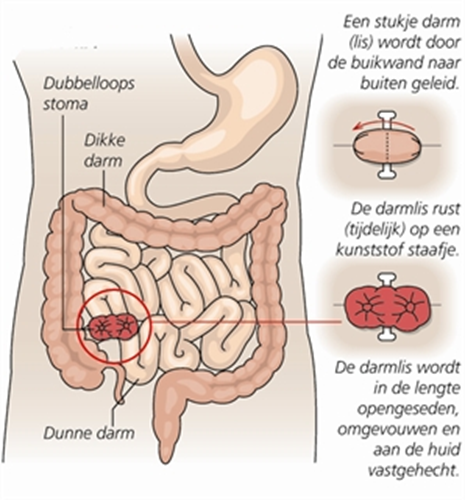 Een stukje darm
(lis) wordt door
de buikwand naar
buiten geleid.
Dubbelloops
stoma
Dikke
darm
De darmlis rust
(tijdelijk) op een
kunststof staafje.
De darmlis wordt
in de lengte
opengeseden,
omgevouwen en
aan de huid
vastgehecht.
Dunne darm